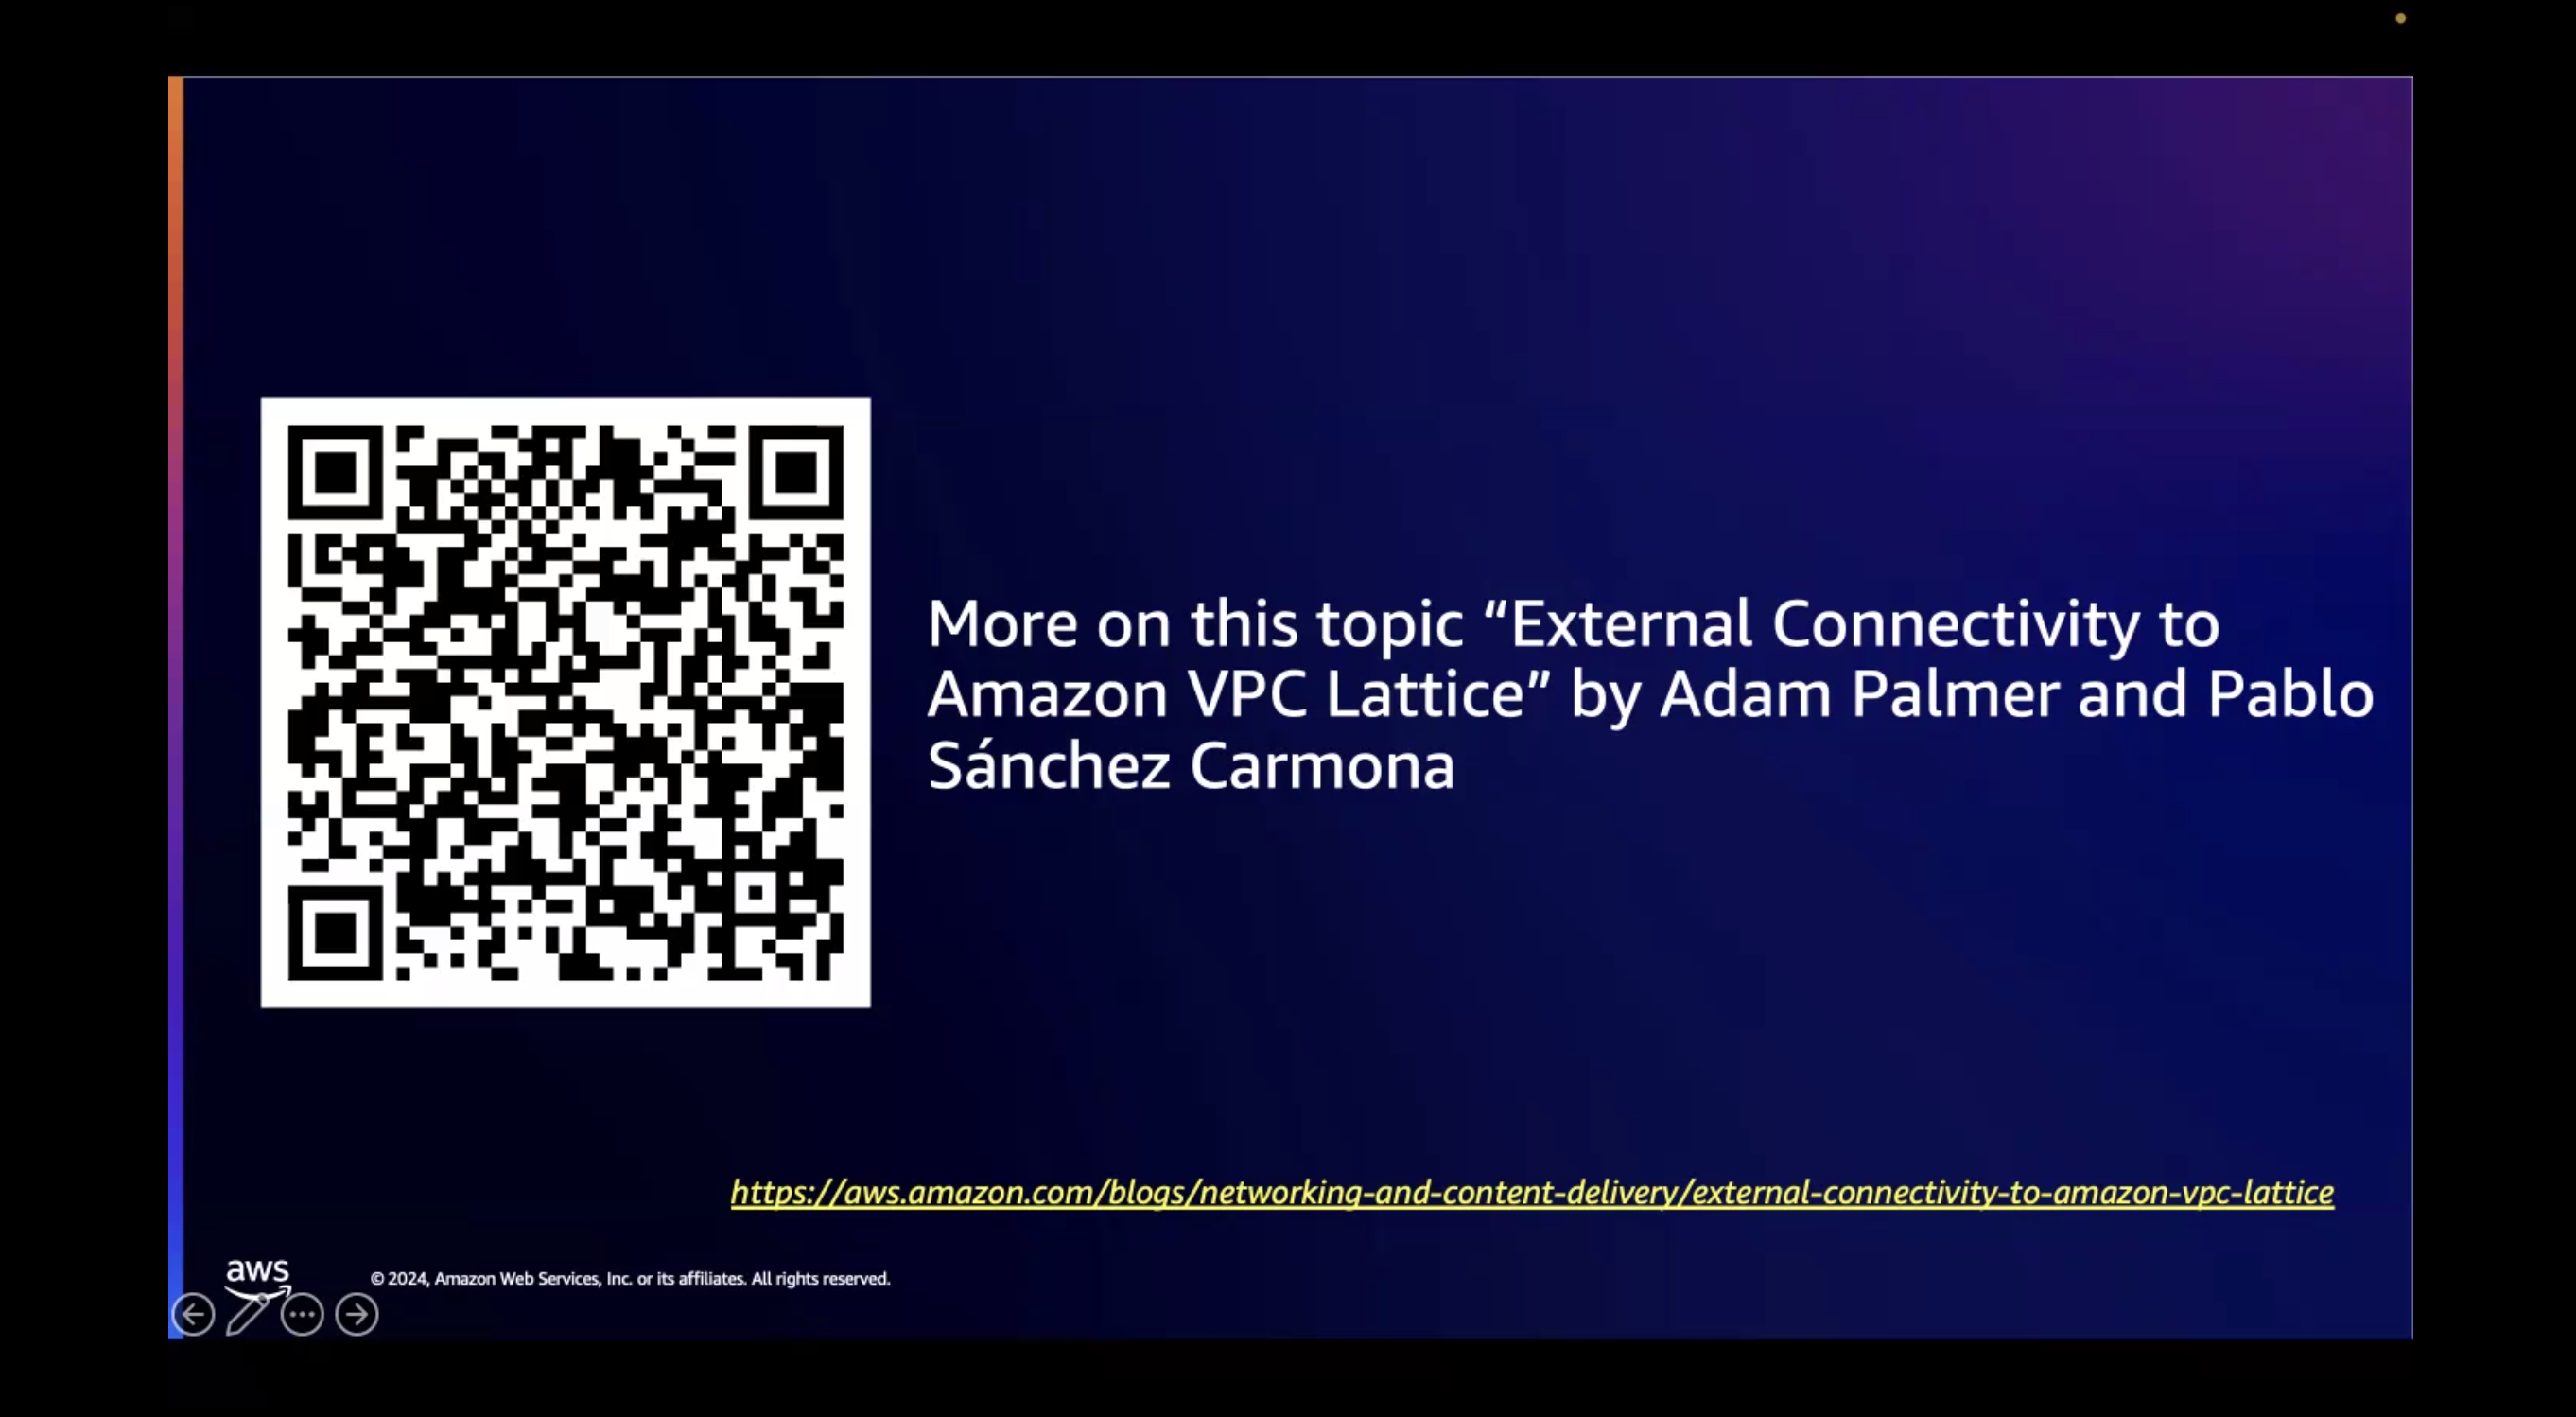 More on this topic “External Connectivity to
Amazon VPC Lattice” by Adam Palmer and Pablo
Sánchez Carmona
https://aws.amazon.com/blogs/networking-and-content-delivery/external-connectivity-to-amazon-vpc-lattice
aws
© 2024, Amazon Web Services, Inc. or its affiliates. All rights reserved.